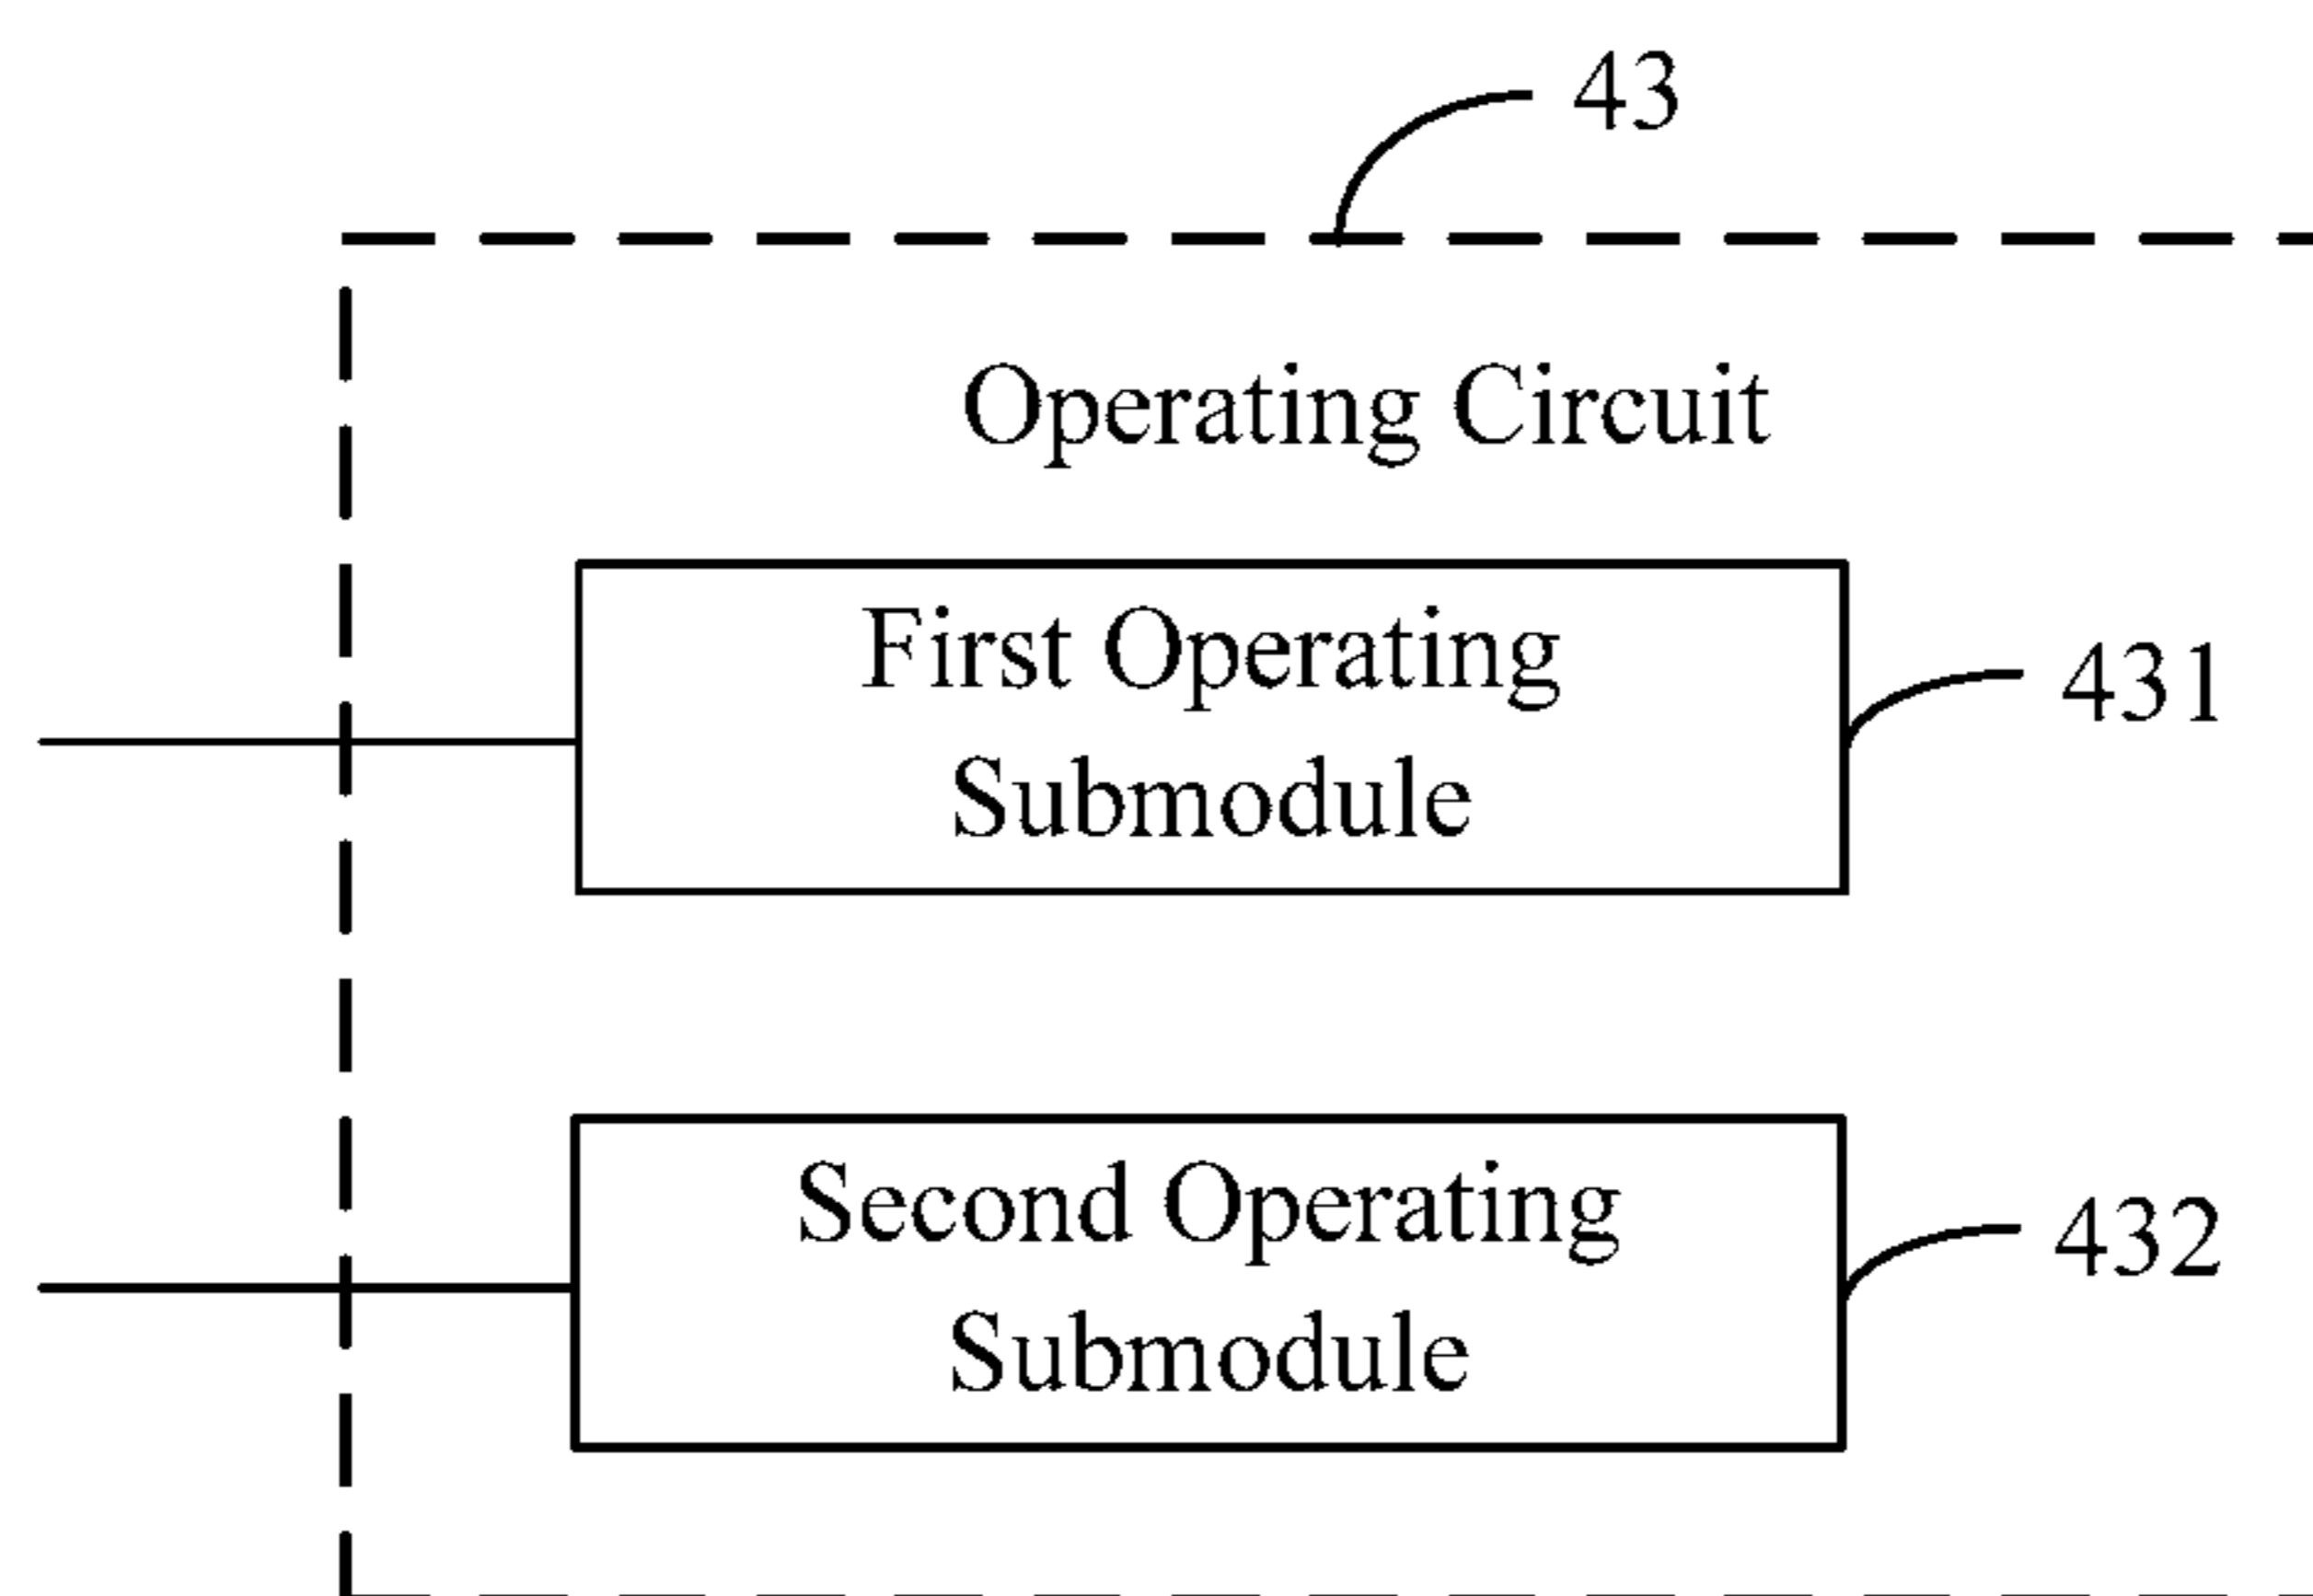 43
Operating Circuit
First Operating
Submodule
431
Second Operating
Submodule
432